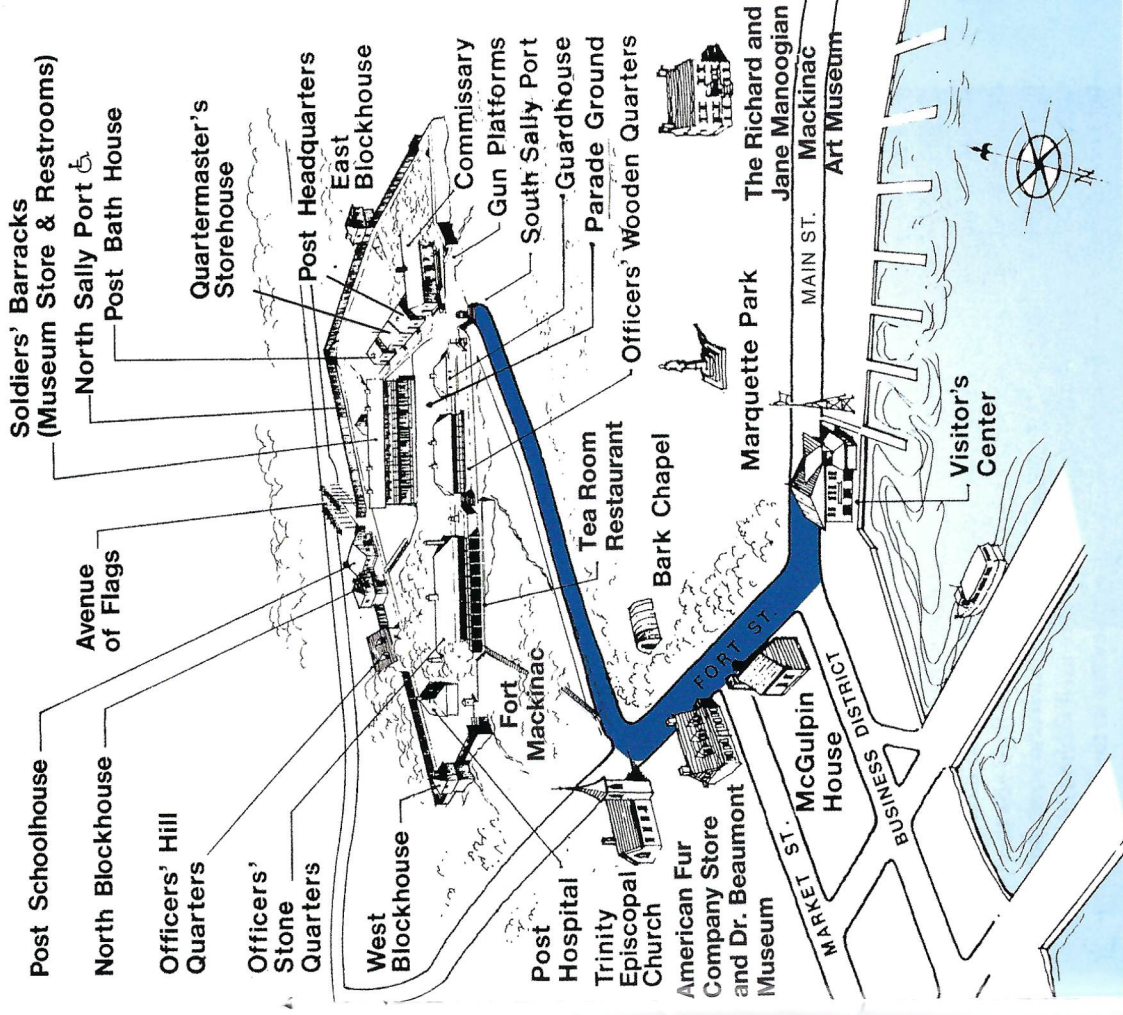 Soldiers' Barracks
(Museum Store & Restrooms)
North Sally Port ♿
Post Bath House
Quartermaster's
Storehouse
Post Headquarters
East
Blockhouse
Commissary
Gun Platforms
South Sally Port
Guardhouse
Parade Ground
Officers' Wooden Quarters
The Richard and
Jane Manoogian
Mackinac
Art Museum
MAIN ST.
Marquette Park
Visitor's
Center
N
Avenue
of Flags
Tea Room
Restaurant
Bark Chapel
Fort
Mackinac
FORT ST.
Post Schoolhouse
North Blockhouse
Officers' Hill
Quarters
Officers'
Stone
Quarters
West
Blockhouse
Post
Hospital
Trinity
Episcopal
Church
American Fur
Company Store
and Dr. Beaumont
Museum
McGulpin
House
MARKET ST.
BUSINESS DISTRICT